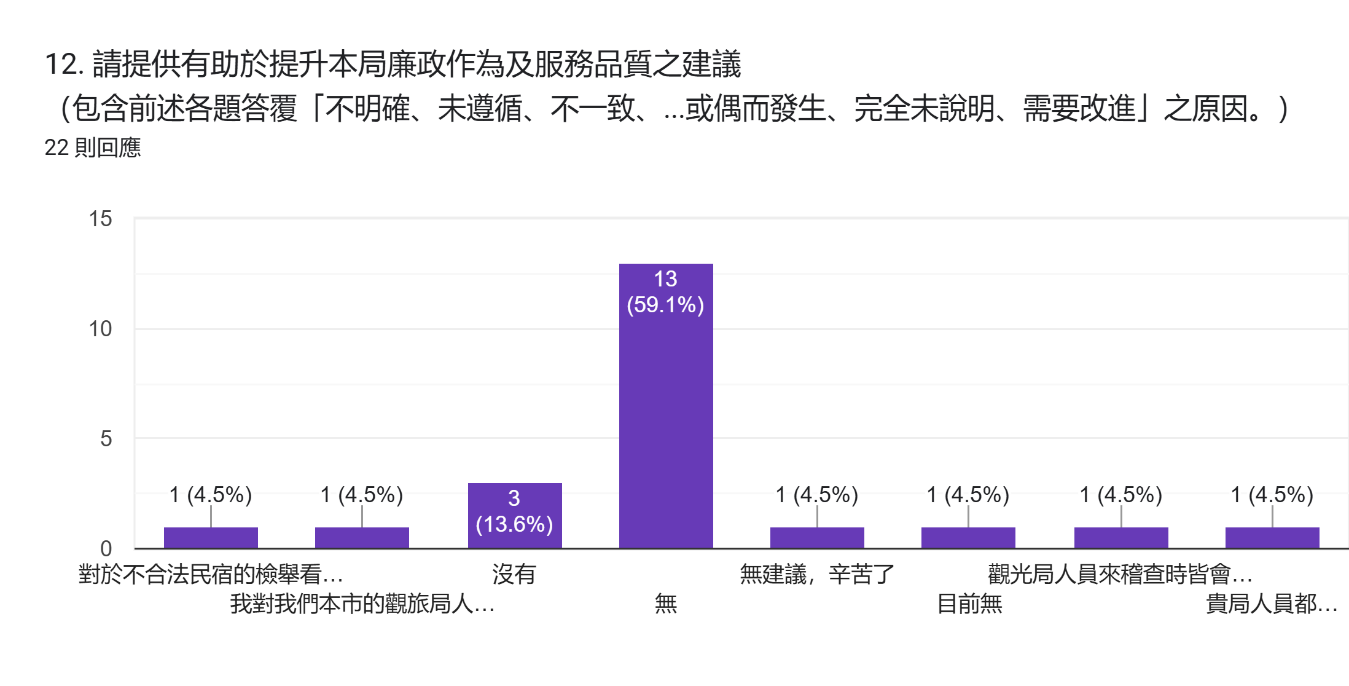 12. 請提供有助於提升本局廉政作為及服務品質之建議
（包含前述各題答覆「不明確、未遵循、不一致、...或偶而發生、完全未說明、需要改進」之原因。）
22 則回應
15
10
5
0
1 (4.5%)
1 (4.5%)
3
(13.6%)
13
(59.1%)
1 (4.5%)
1 (4.5%)
1 (4.5%)
1 (4.5%)
對於不合法民宿的檢舉看…
我對我們本市的觀旅局人…
沒有
無
無建議，辛苦了
目前無
觀光局人員來稽查時皆會…
貴局人員都…